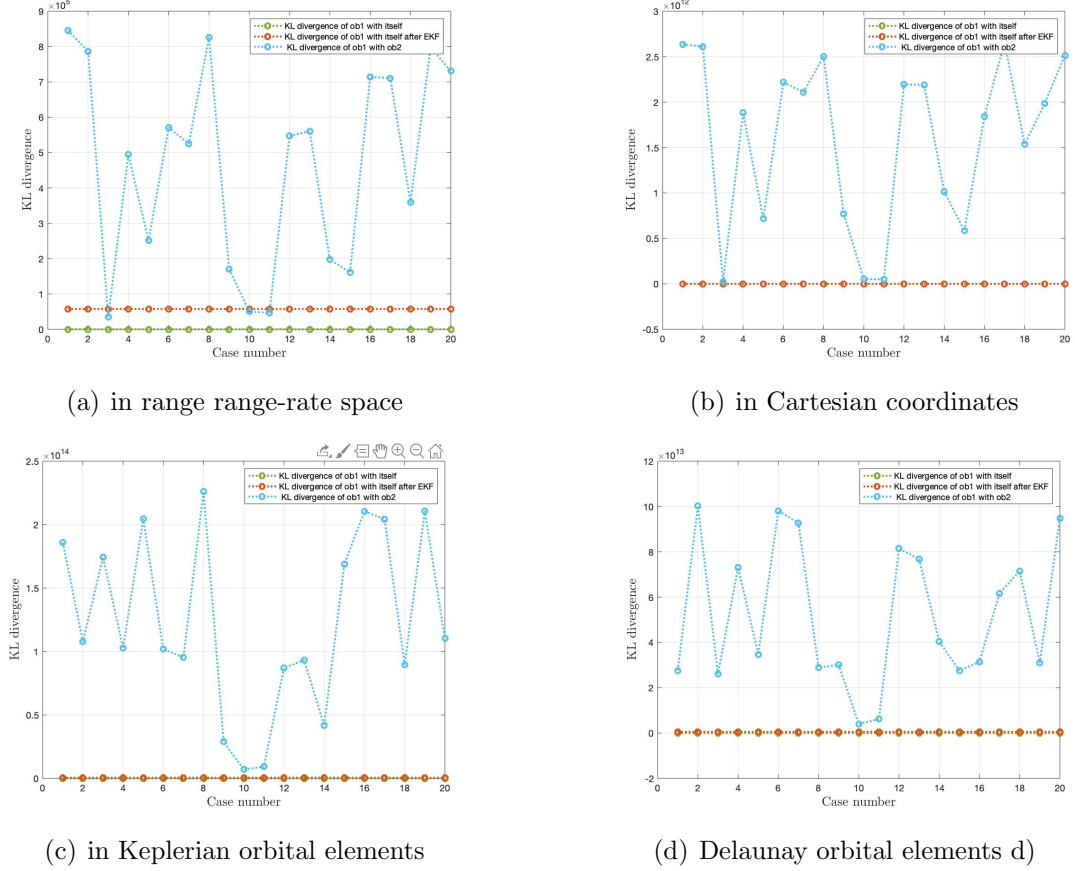 ×10^5
9
8
7
6
5
4
3
2
1
0
KL divergence
KL divergence of ob1 with itself
KL divergence of ob1 with itself after EKF
KL divergence of ob1 with ob2
0 2 4 6 8 10 12 14 16 18 20
Case number
(a) in range range-rate space
×10^12
3
2.5
2
1.5
1
0.5
0
-0.5
KL divergence
KL divergence of ob1 with itself
KL divergence of ob1 with itself after EKF
KL divergence of ob1 with ob2
0 2 4 6 8 10 12 14 16 18 20
Case number
(b) in Cartesian coordinates
×10^14
2.5
2
1.5
1
0.5
0
KL divergence
KL divergence of ob1 with itself
KL divergence of ob1 with itself after EKF
KL divergence of ob1 with ob2
0 2 4 6 8 10 12 14 16 18 20
Case number
(c) in Keplerian orbital elements
×10^13
12
10
8
6
4
2
0
-2
KL divergence
KL divergence of ob1 with itself
KL divergence of ob1 with itself after EKF
KL divergence of ob1 with ob2
0 2 4 6 8 10 12 14 16 18 20
Case number
(d) Delaunay orbital elements d)